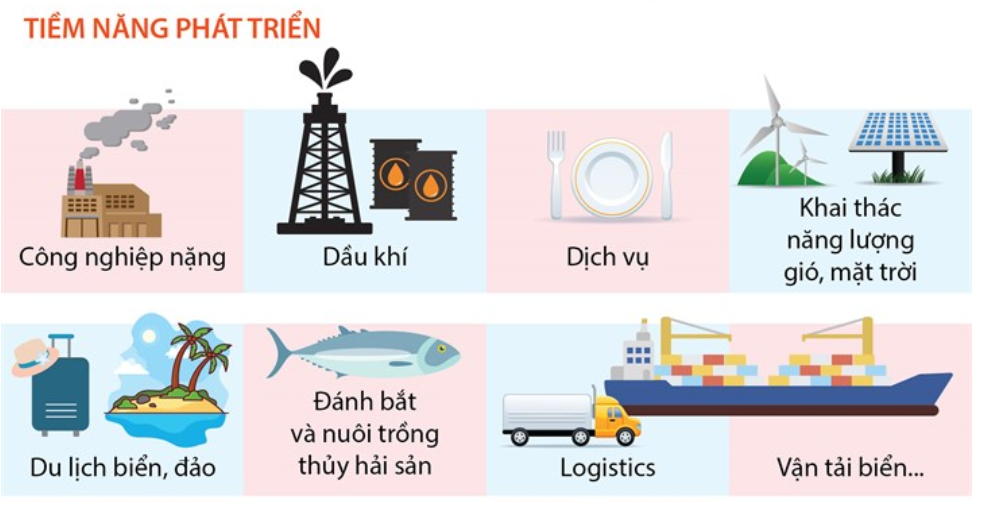 TIỀM NĂNG PHÁT TRIỂN
Công nghiệp nặng
Dầu khí
Dịch vụ
Khai thác
năng lượng
gió, mặt trời
Du lịch biển, đảo
Đánh bắt
và nuôi trồng
thủy hải sản
Logistics
Vận tải biển...